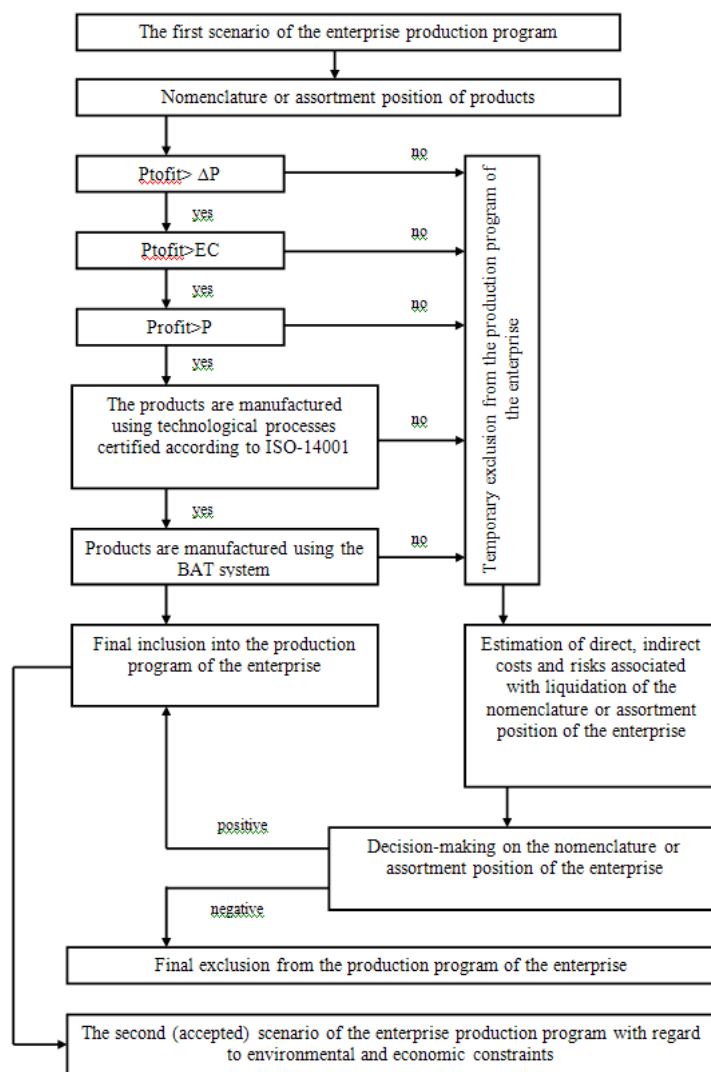 The first scenario of the enterprise production program
Nomenclature or assortment position of products
no
Ptofit> ΔP
yes
no
Ptofit>EC
yes
no
Profit>P
yes
The products are manufactured
using technological processes
certified according to ISO-14001
no
yes
Products are manufactured using the
BAT system
no
Temporary exclusion from the production program of
the enterprise
Final inclusion into the production
program of the enterprise
Estimation of direct, indirect
costs and risks associated
with liquidation of the
nomenclature or assortment
position of the enterprise
positive
Decision-making on the nomenclature or
assortment position of the enterprise
negative
Final exclusion from the production program of the enterprise
The second (accepted) scenario of the enterprise production program with regard
to environmental and economic constraints